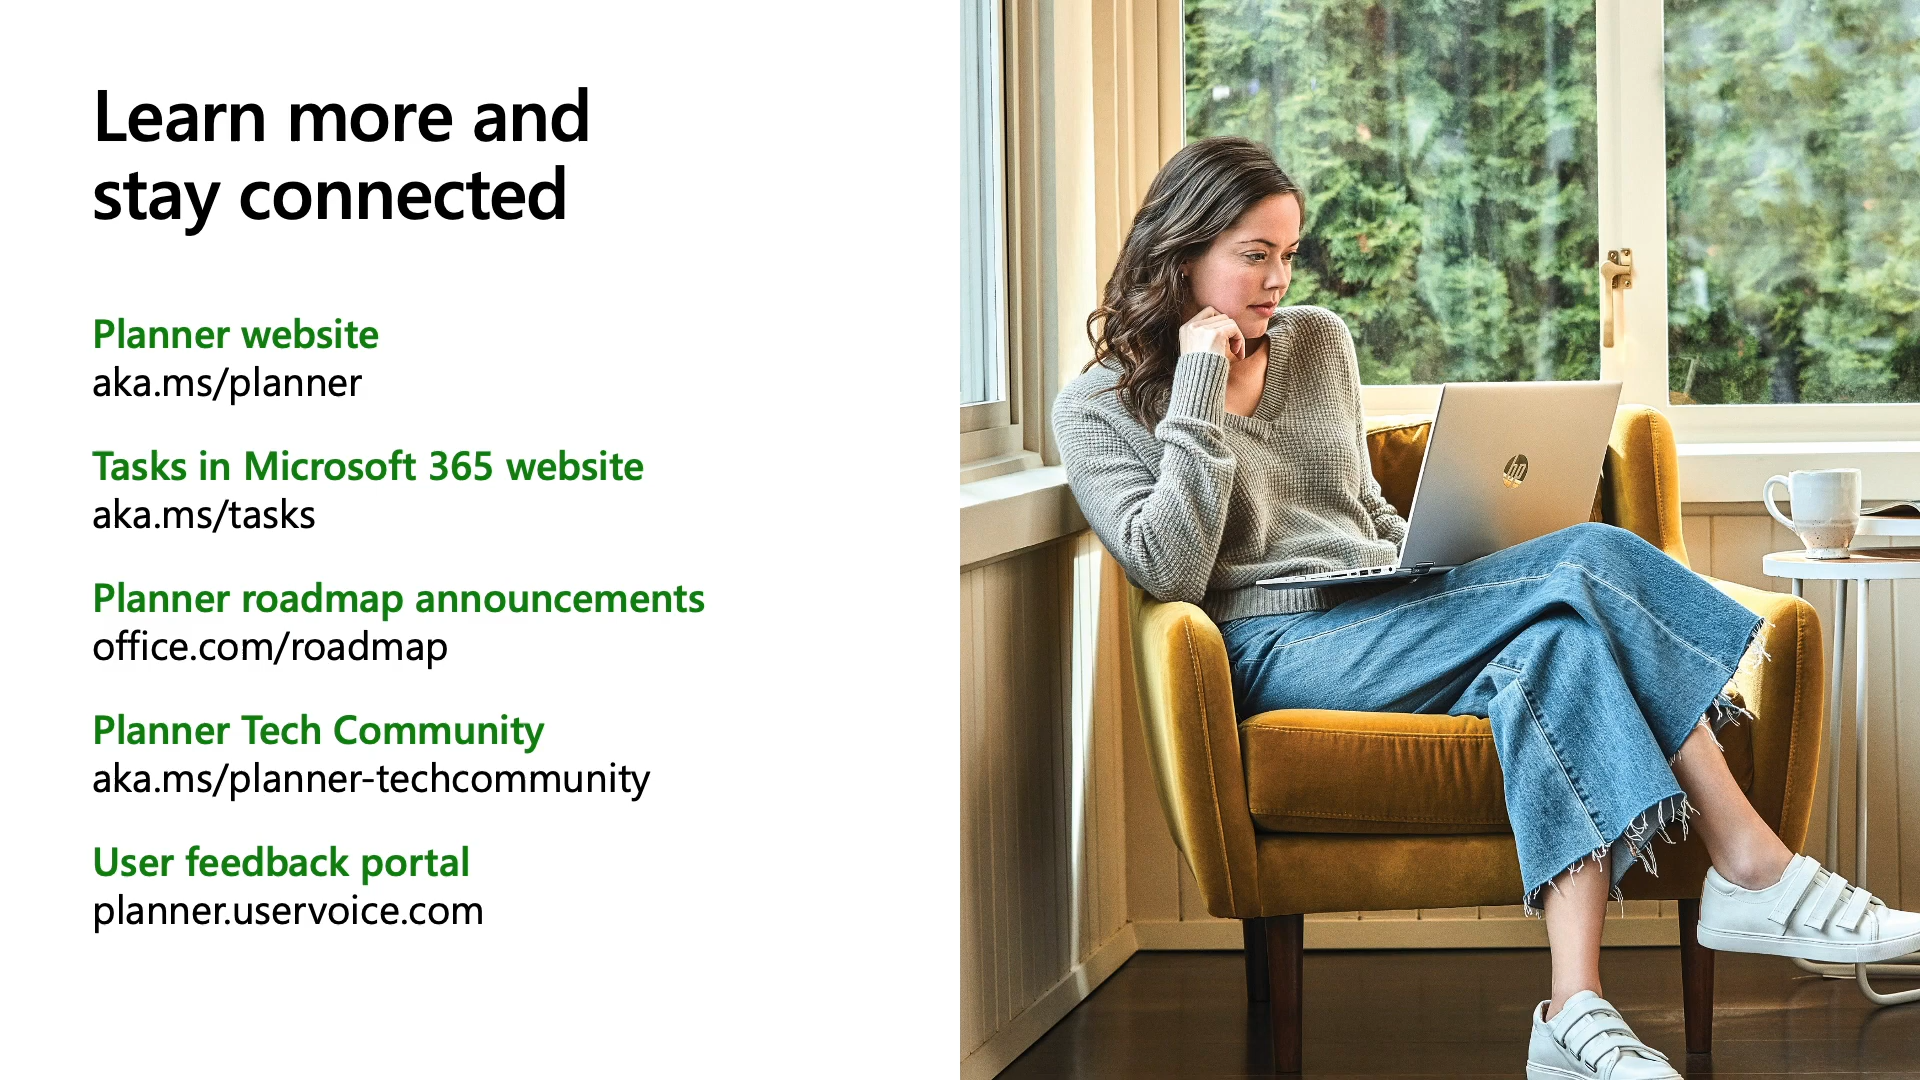 Learn more and
stay connected
Planner website
aka.ms/planner
Tasks in Microsoft 365 website
aka.ms/tasks
Planner roadmap announcements
office.com/roadmap
Planner Tech Community
aka.ms/planner-techcommunity
User feedback portal
planner.uservoice.com
hp